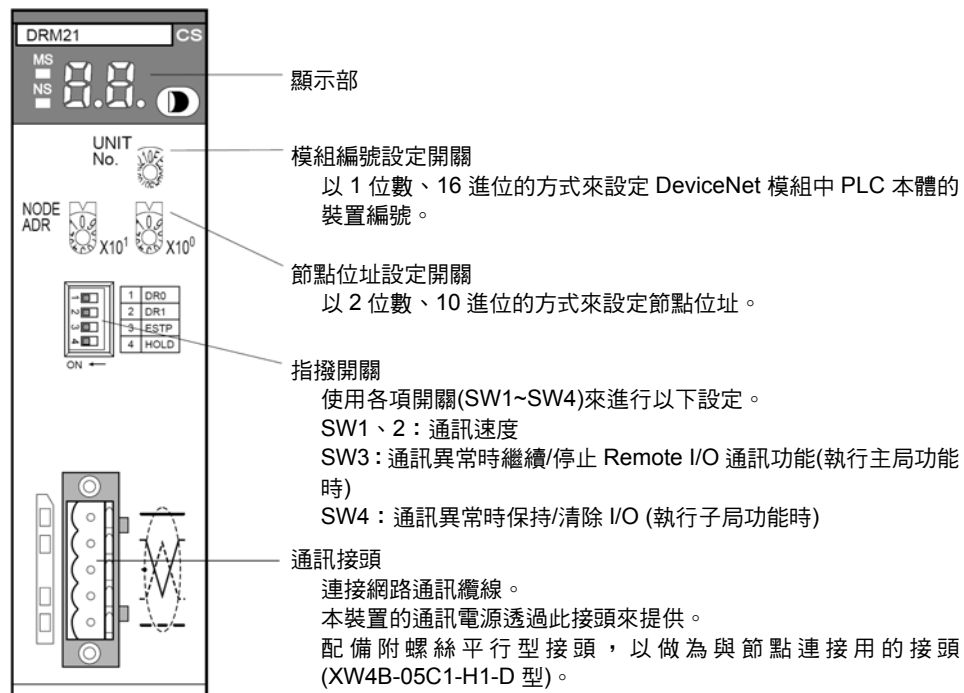 DRM21 CS
MS
NS
8.8.
顯示部
UNIT
No.
模組編號設定開關
以 1 位數、16 進位的方式來設定 DeviceNet 模組中 PLC 本體的
裝置編號。
NODE
ADR
X10¹ X10⁰
節點位址設定開關
以 2 位數、10 進位的方式來設定節點位址。
1 DR0
2 DR1
3 ESTP
4 HOLD
ON ←
指撥開關
使用各項開關(SW1~SW4)來進行以下設定。
SW1、2:通訊速度
SW3:通訊異常時繼續/停止 Remote I/O 通訊功能(執行主局功能
時)
SW4:通訊異常時保持/清除 I/O (執行子局功能時)
通訊接頭
連接網路通訊纜線。
本裝置的通訊電源透過此接頭來提供。
配備附螺絲平行型接頭,以做為與節點連接用的接頭
(XW4B-05C1-H1-D 型)。